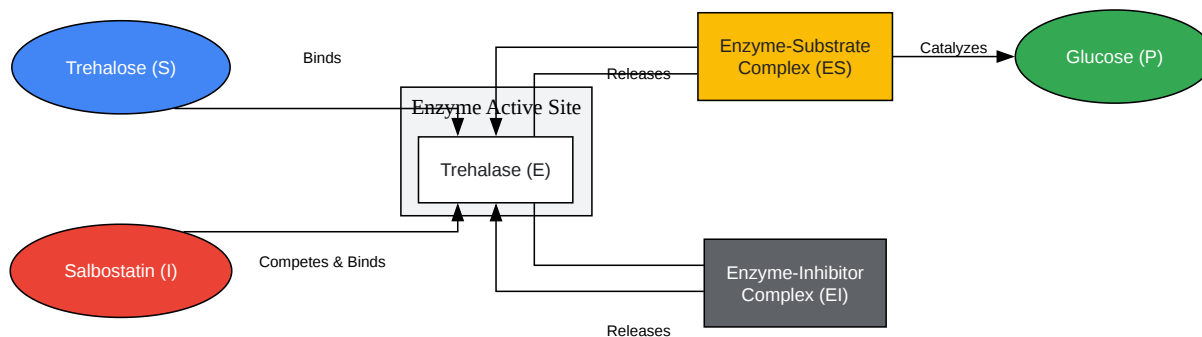 Trehalose (S)
Binds
Enzyme-Substrate
Complex (ES)
Catalyzes
Glucose (P)
Releases
Enzyme Active Site
Trehalase (E)
Salbostatin (I)
Competes & Binds
Enzyme-Inhibitor
Complex (EI)
Releases